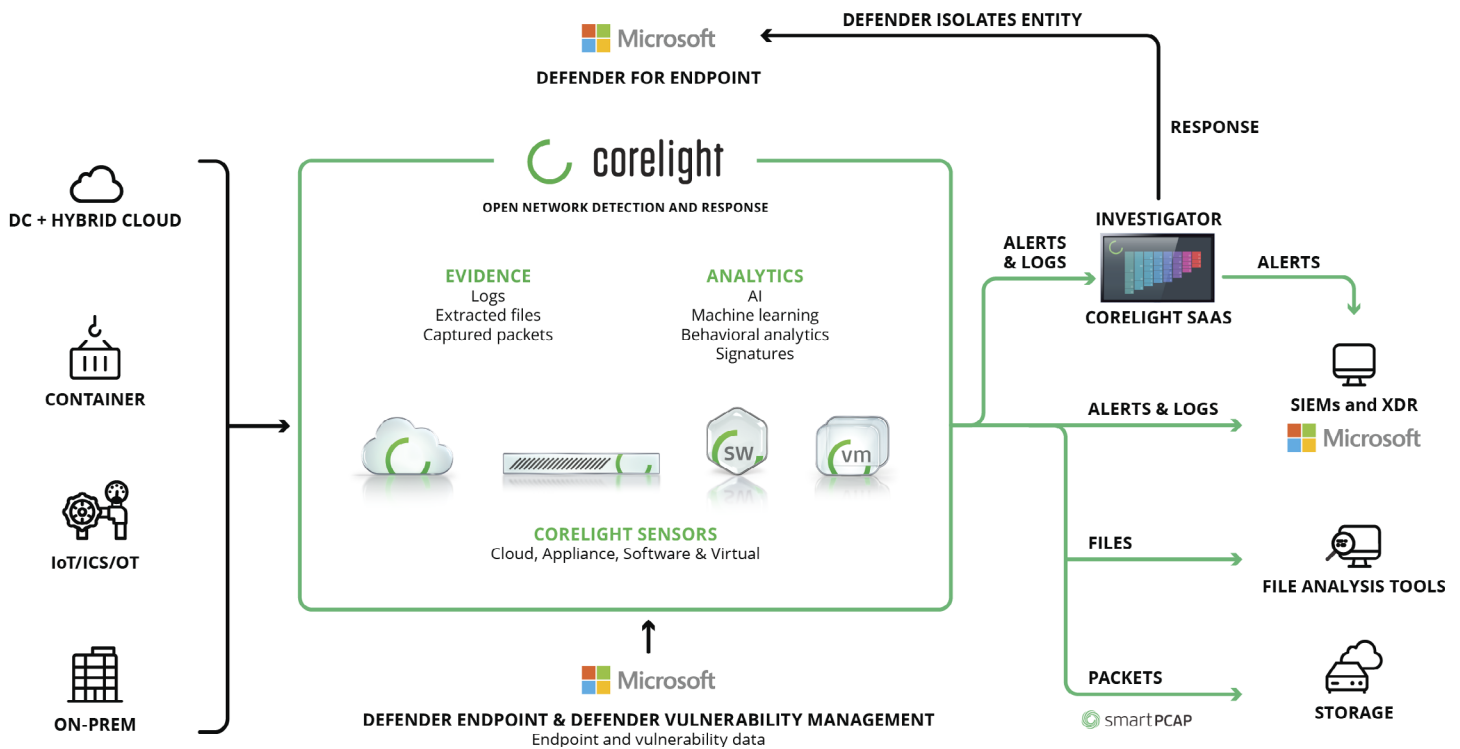 DEFENDER ISOLATES ENTITY
Microsoft
DEFENDER FOR ENDPOINT
RESPONSE
corelight
OPEN NETWORK DETECTION AND RESPONSE
DC + HYBRID CLOUD
CONTAINER
IoT/ICS/OT
ON-PREM
EVIDENCE
Logs
Extracted files
Captured packets
ANALYTICS
AI
Machine learning
Behavioral analytics
Signatures
sw
vm
CORELIGHT SENSORS
Cloud, Appliance, Software & Virtual
Microsoft
DEFENDER ENDPOINT & DEFENDER VULNERABILITY MANAGEMENT
Endpoint and vulnerability data
ALERTS
& LOGS
INVESTIGATOR
CORELIGHT SAAS
ALERTS
ALERTS & LOGS
SIEMs and XDR
Microsoft
FILES
FILE ANALYSIS TOOLS
PACKETS
smartPCAP
STORAGE